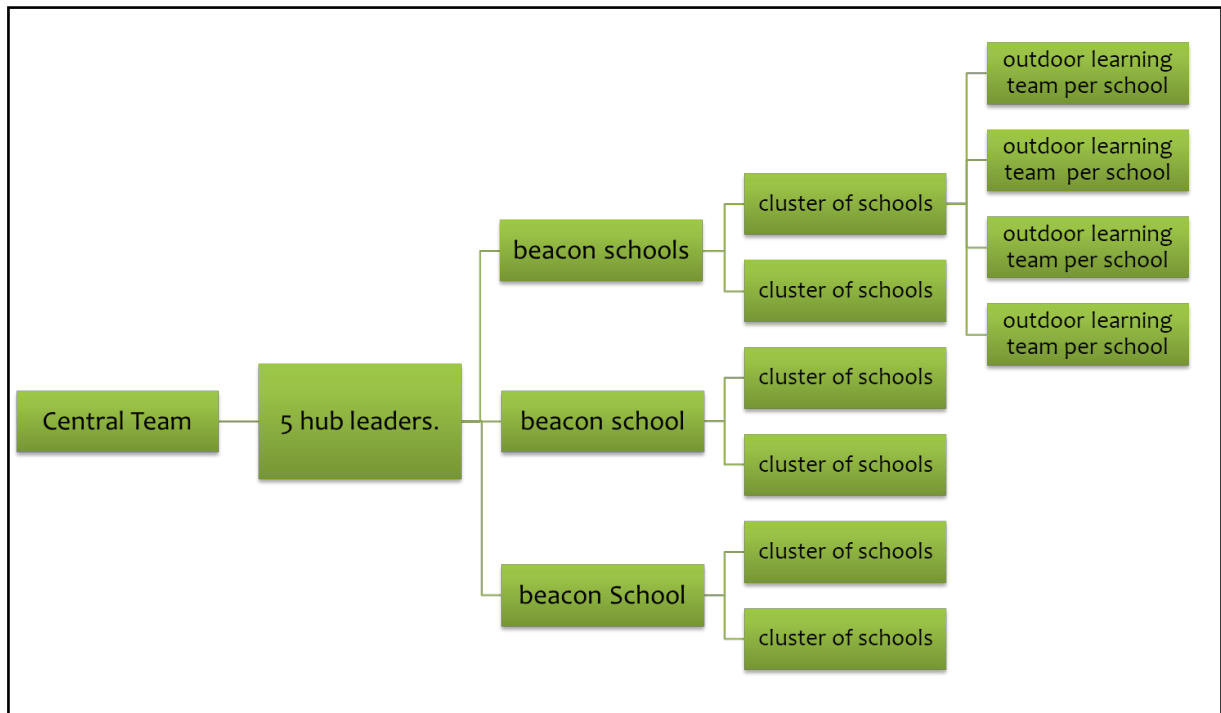 Central Team
5 hub leaders.
beacon schools
cluster of schools
outdoor learning
team per school
outdoor learning
team per school
outdoor learning
team per school
outdoor learning
team per school
cluster of schools
beacon school
cluster of schools
cluster of schools
beacon School
cluster of schools
cluster of schools